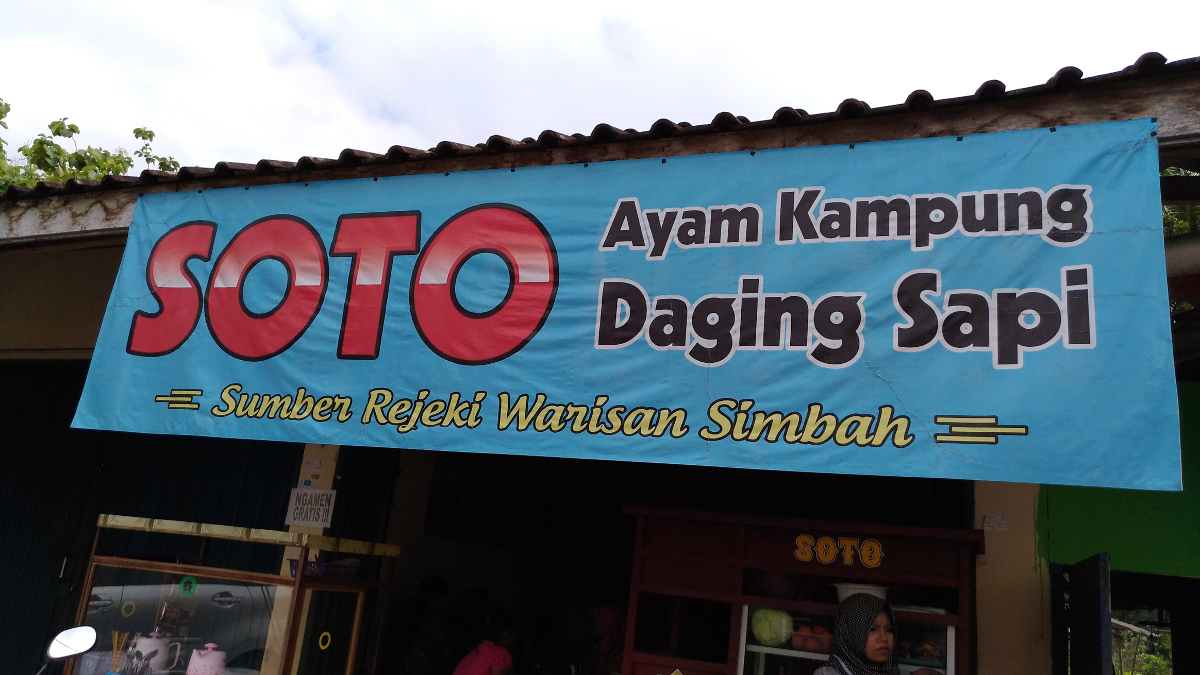 SOTO
Ayam Kampung
Daging Sapi
Sumber Rejeki Warisan Simbah
NGAMEN
GRATIS !!!
SOTO